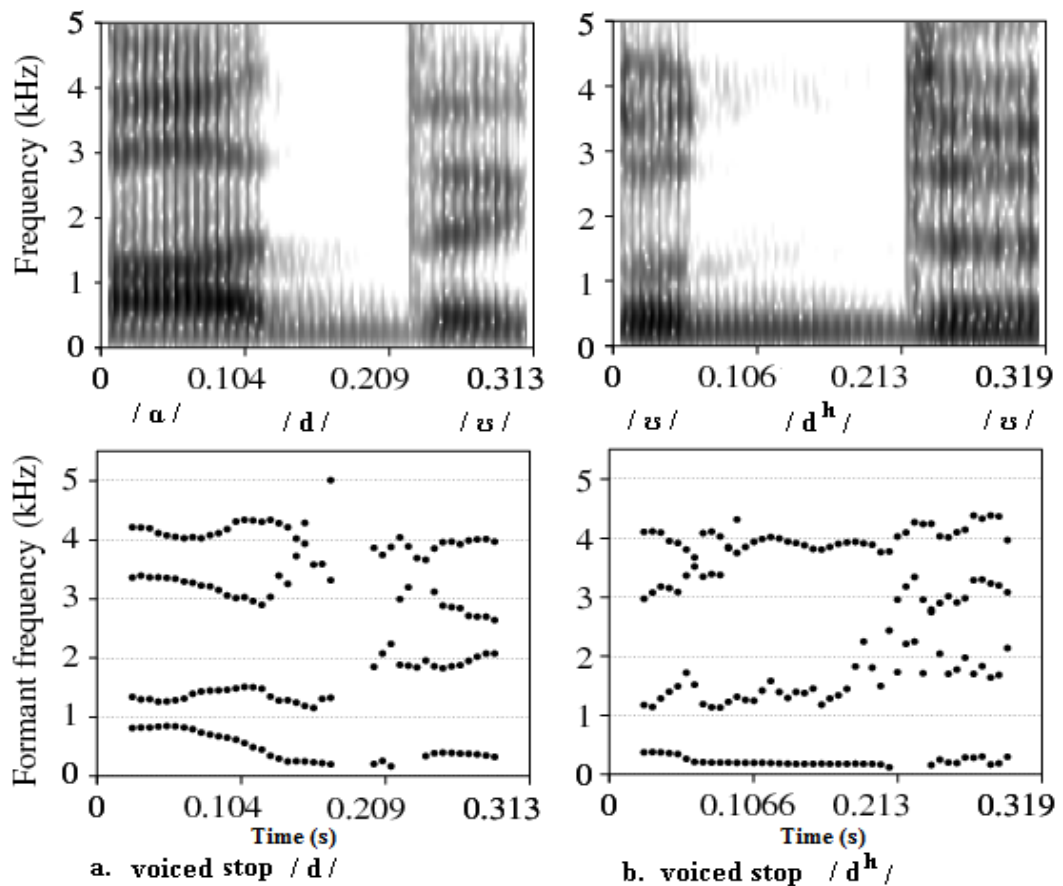 Frequency (kHz)
5
4
3
2
1
0
0 0.104 0.209 0.313
/ ɑ / / d / / ʊ /
5
4
3
2
1
0
0 0.106 0.213 0.319
/ ʊ / / dʰ / / ʊ /
Formant frequency (kHz)
5
4
3
2
1
0
0 0.104 0.209 0.313
Time (s)
a. voiced stop / d /
5
4
3
2
1
0
0 0.1066 0.213 0.319
Time (s)
b. voiced stop / dʰ /